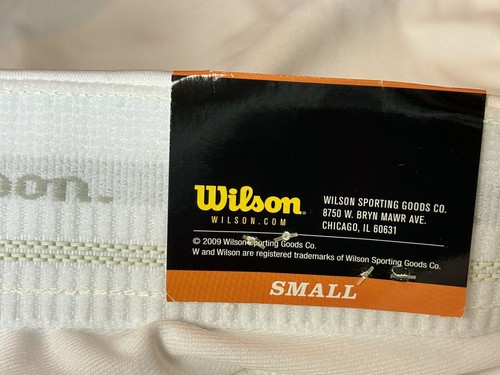 son.
Wilson.
WILSON.COM
WILSON SPORTING GOODS CO.
8750 W. BRYN MAWR AVE.
CHICAGO, IL 60631
© 2009 Wilson Sporting Goods Co.
W and Wilson are registered trademarks of Wilson Sporting Goods Co.
SMALL